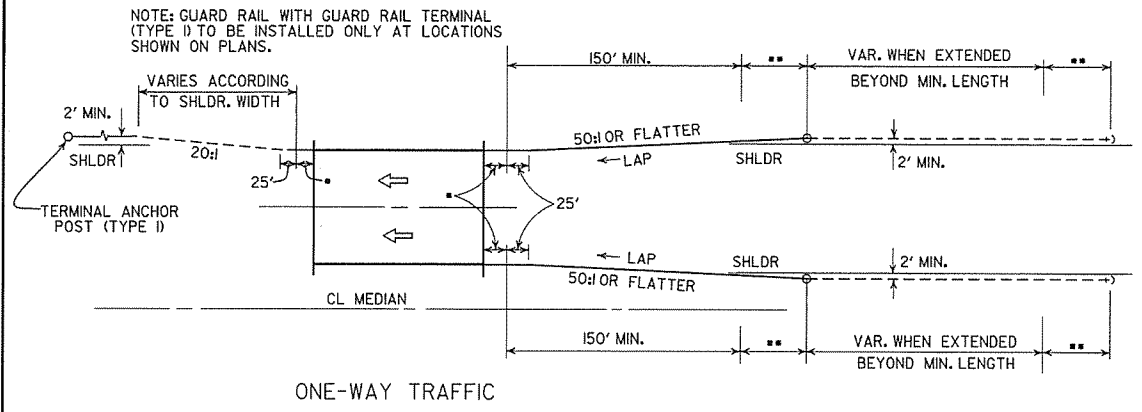 NOTE: GUARD RAIL WITH GUARD RAIL TERMINAL
(TYPE I) TO BE INSTALLED ONLY AT LOCATIONS
SHOWN ON PLANS.
VARIES ACCORDING
TO SHLDR. WIDTH
150' MIN.
**
VAR. WHEN EXTENDED
BEYOND MIN. LENGTH
**
2' MIN.
SHLDR
20:1
50:1 OR FLATTER
LAP
SHLDR
2' MIN.
25'
*
*
25'
TERMINAL ANCHOR
POST (TYPE I)
LAP
50:1 OR FLATTER
SHLDR
2' MIN.
CL MEDIAN
150' MIN.
**
VAR. WHEN EXTENDED
BEYOND MIN. LENGTH
**
ONE-WAY TRAFFIC